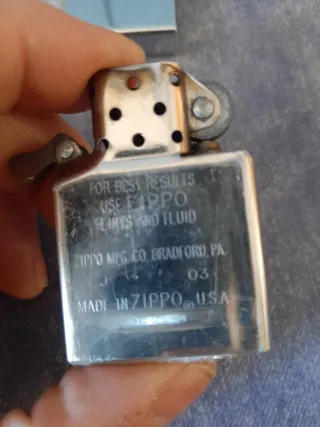 FOR BEST RESULTS
USE ZIPPO
FLINTS AND FLUID
ZIPPO MFG. CO. BRADFORD, PA.
03
MADE IN ZIPPO® U.S.A.